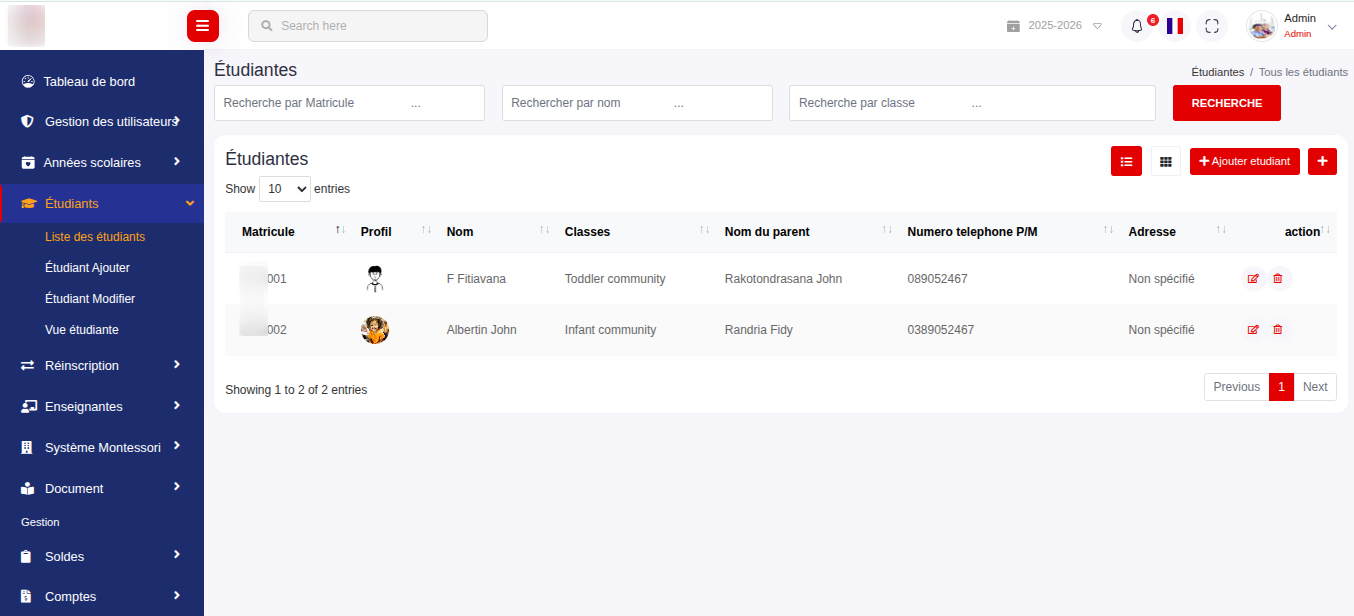 Search here
2025-2026
6
Admin
Admin
Tableau de bord
Gestion des utilisateurs
Années scolaires
Étudiants
Liste des étudiants
Étudiant Ajouter
Étudiant Modifier
Vue étudiante
Réinscription
Enseignantes
Système Montessori
Document
Gestion
Soldes
Comptes
Étudiantes
Étudiantes / Tous les étudiants
Recherche par Matricule ...
Rechercher par nom ...
Recherche par classe ...
RECHERCHE
Étudiantes
Ajouter etudiant
Show 10 entries
Matricule Profil Nom Classes Nom du parent Numero telephone P/M Adresse action
001 F Fitiavana Toddler community Rakotondrasana John 089052467 Non spécifié
002 Albertin John Infant community Randria Fidy 0389052467 Non spécifié
Showing 1 to 2 of 2 entries
Previous 1 Next